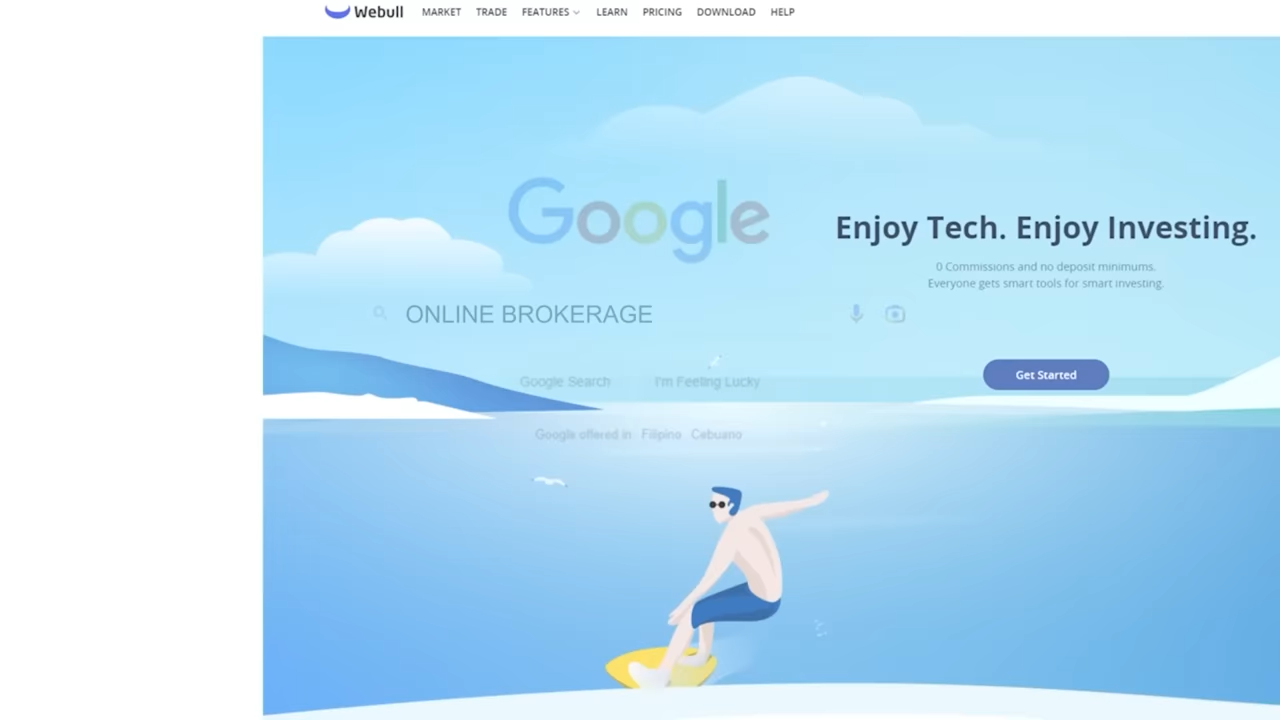 Webull MARKET TRADE FEATURES LEARN PRICING DOWNLOAD HELP
Google
Enjoy Tech. Enjoy Investing.
0 Commissions and no deposit minimums.
Everyone gets smart tools for smart investing.
ONLINE BROKERAGE
Get Started
Google Search I'm Feeling Lucky
Google offered in Filipino Cebuano